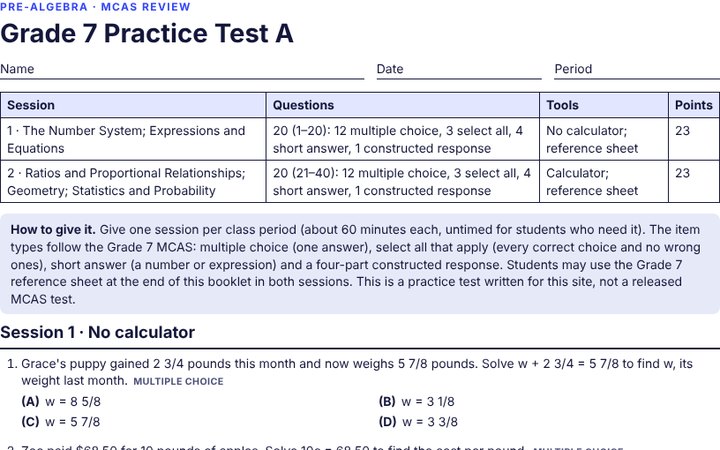 PRE-ALGEBRA · MCAS REVIEW
Grade 7 Practice Test A
Name Date Period
Session Questions Tools Points
1 · The Number System; Expressions and Equations 20 (1–20): 12 multiple choice, 3 select all, 4 short answer, 1 constructed response No calculator; reference sheet 23
2 · Ratios and Proportional Relationships; Geometry; Statistics and Probability 20 (21–40): 12 multiple choice, 3 select all, 4 short answer, 1 constructed response Calculator; reference sheet 23
How to give it. Give one session per class period (about 60 minutes each, untimed for students who need it). The item
types follow the Grade 7 MCAS: multiple choice (one answer), select all that apply (every correct choice and no wrong
ones), short answer (a number or expression) and a four-part constructed response. Students may use the Grade 7
reference sheet at the end of this booklet in both sessions. This is a practice test written for this site, not a released
MCAS test.
Session 1 · No calculator
1. Grace's puppy gained 2 3/4 pounds this month and now weighs 5 7/8 pounds. Solve w + 2 3/4 = 5 7/8 to find w, its
weight last month. MULTIPLE CHOICE
(A) w = 8 5/8 (B) w = 3 1/8
(C) w = 5 7/8 (D) w = 3 3/8